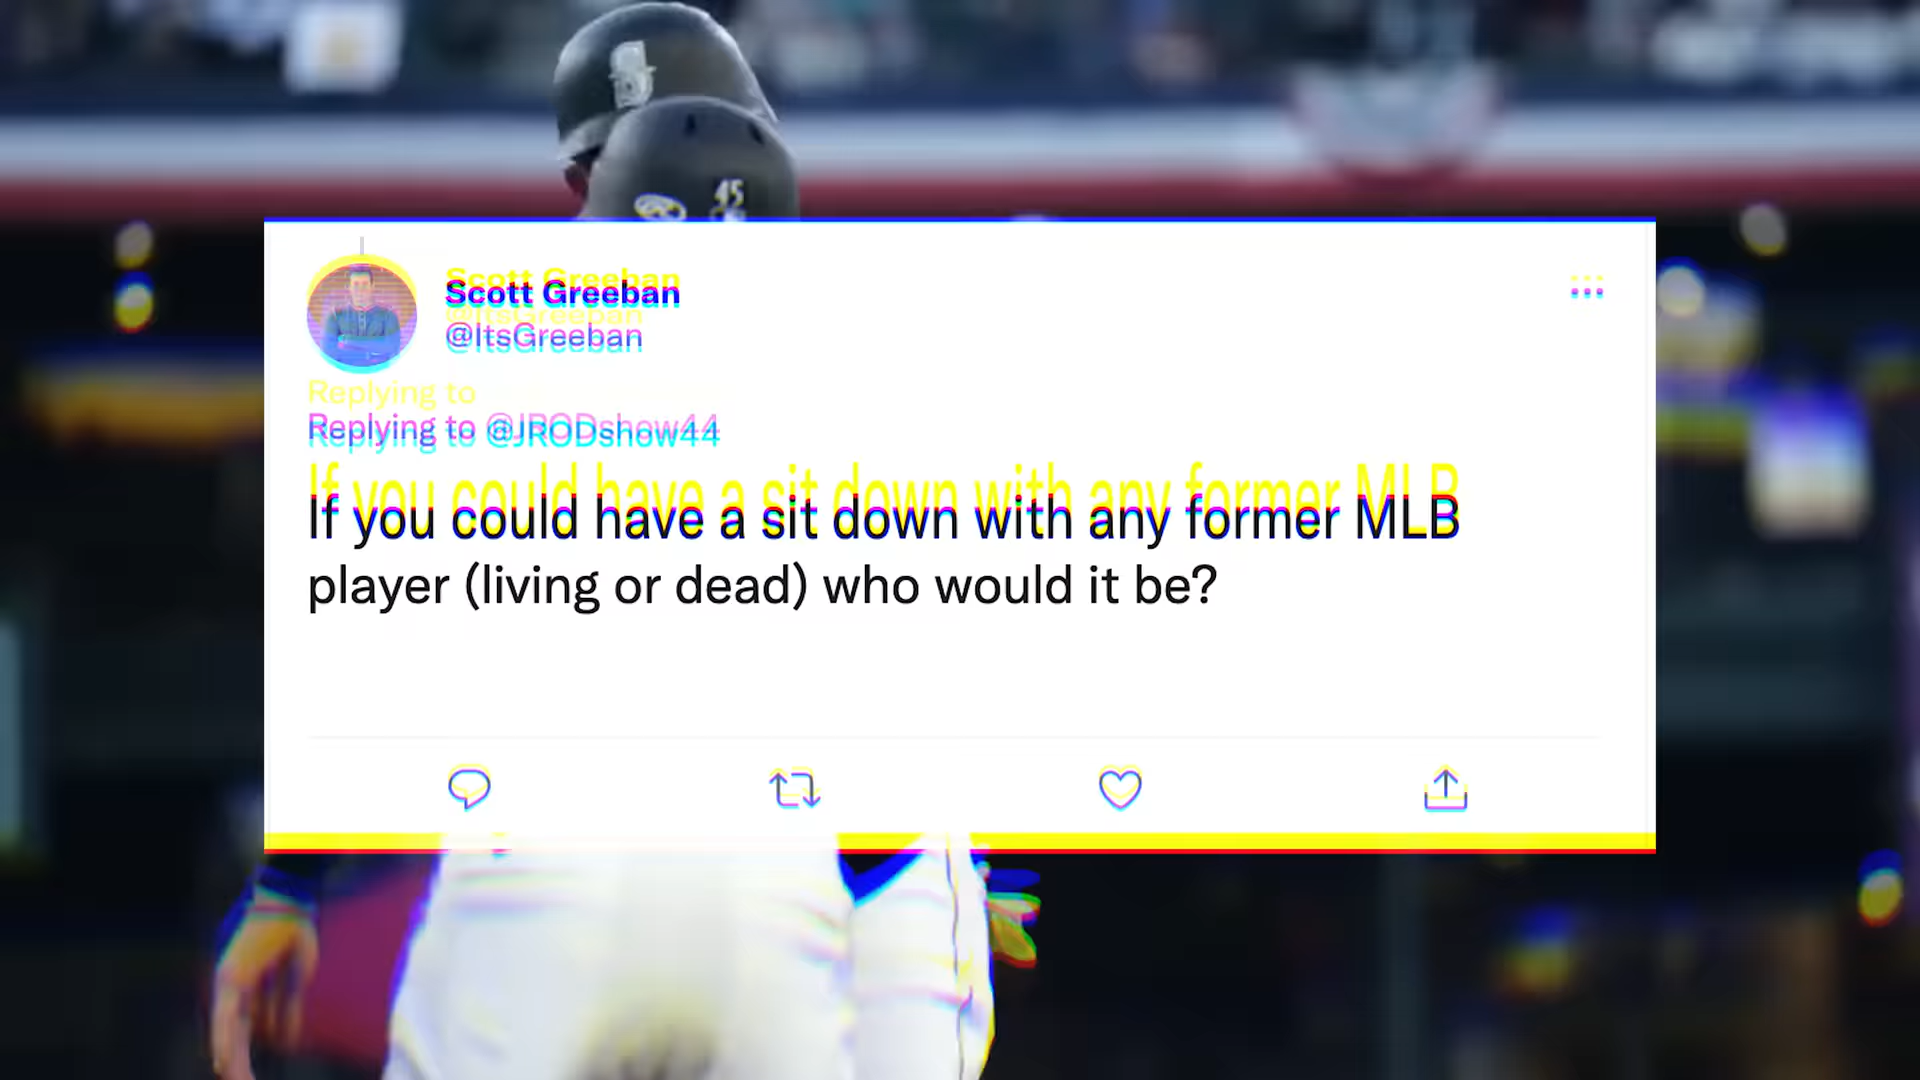 S
45
Scott Greeban
@ItsGreeban
Replying to @JRODshow44
If you could have a sit down with any former MLB
player (living or dead) who would it be?